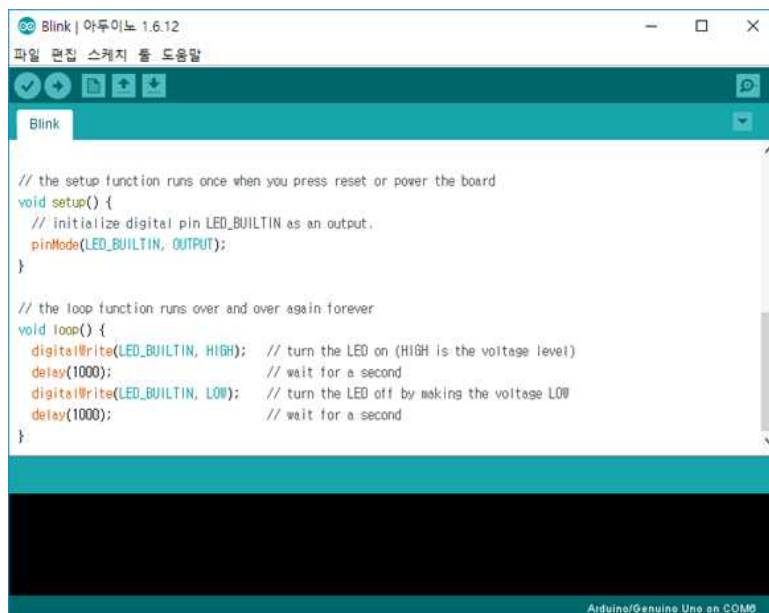 Blink | 아두이노 1.6.12
파일 편집 스케치 툴 도움말
Blink
// the setup function runs once when you press reset or power the board
void setup() {
  // initialize digital pin LED_BUILTIN as an output.
  pinMode(LED_BUILTIN, OUTPUT);
}
// the loop function runs over and over again forever
void loop() {
  digitalWrite(LED_BUILTIN, HIGH);   // turn the LED on (HIGH is the voltage level)
  delay(1000);                       // wait for a second
  digitalWrite(LED_BUILTIN, LOW);    // turn the LED off by making the voltage LOW
  delay(1000);                       // wait for a second
}
Arduino/Genuino Uno on COM6